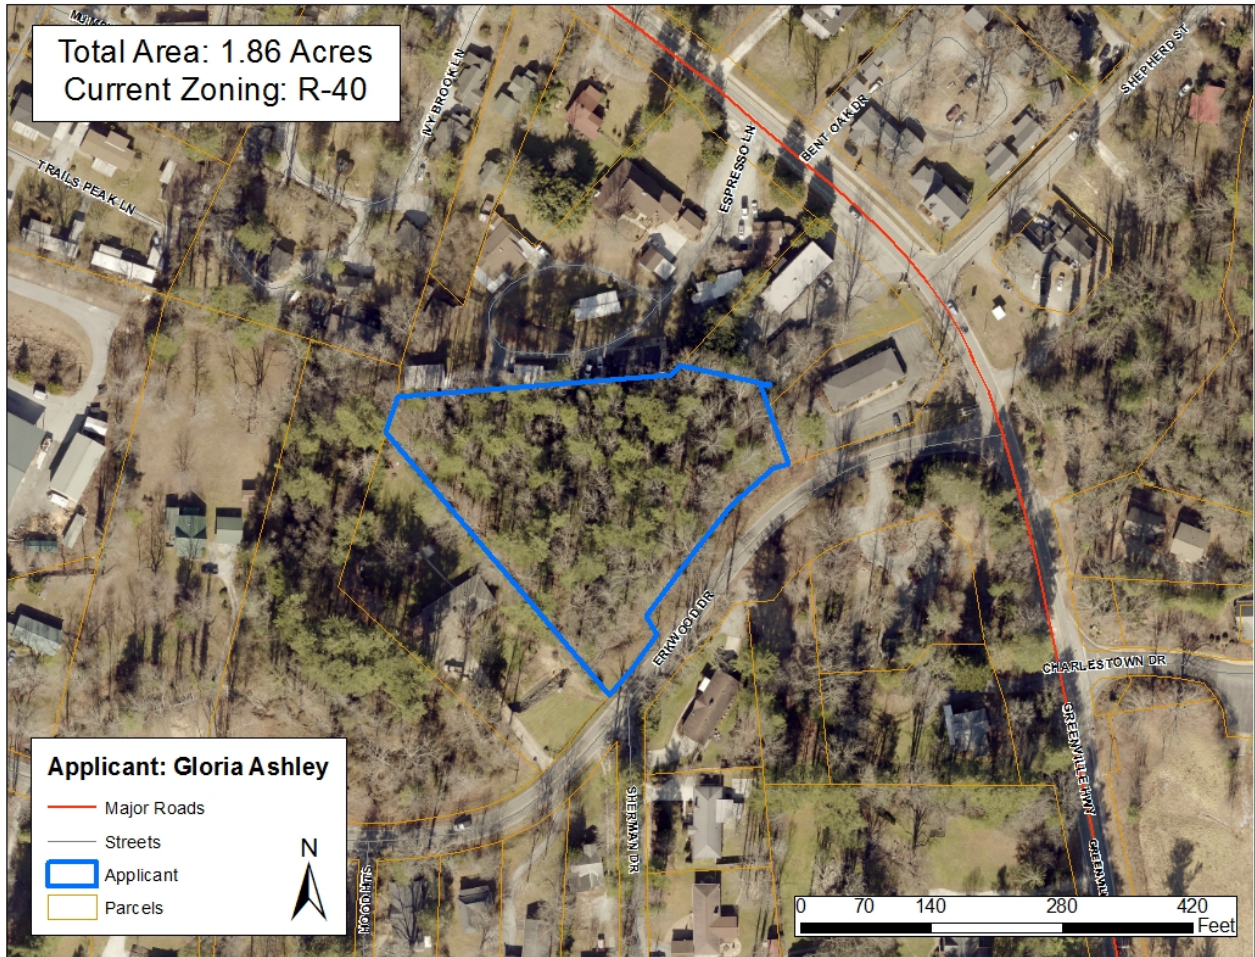 Total Area: 1.86 Acres
Current Zoning: R-40
IVY BROOK LN
SHEPHERD ST
BENT OAK DR
ESPRESSO LN
TRAILS PEAK LN
ERKWOOD DR
CHARLESTOWN DR
GREENVILLE HWY
SHERMAN DR
HOOD HTS
Applicant: Gloria Ashley
Major Roads
Streets
Applicant
Parcels
N
0 70 140 280 420
Feet